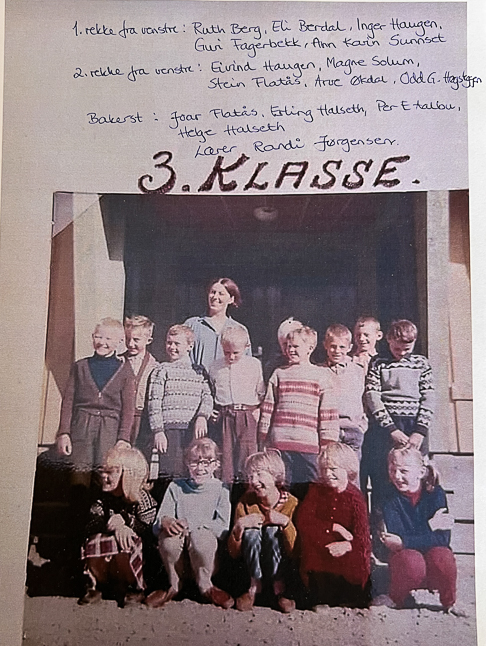 1. rekke fra venstre: Ruth Berg, Eli Berdal, Inger Haugen,
Guri Fagerbekk, Ann Karin Sunnset
2. rekke fra venstre: Eivind Haugen, Magne Solum,
Stein Flatås, Arve Økdal, Odd G.
Bakerst: Joar Flatås, Erling Halseth, Per E Kalbu,
Helge Halseth
Lærer Randi Jørgensen.
3. KLASSE.